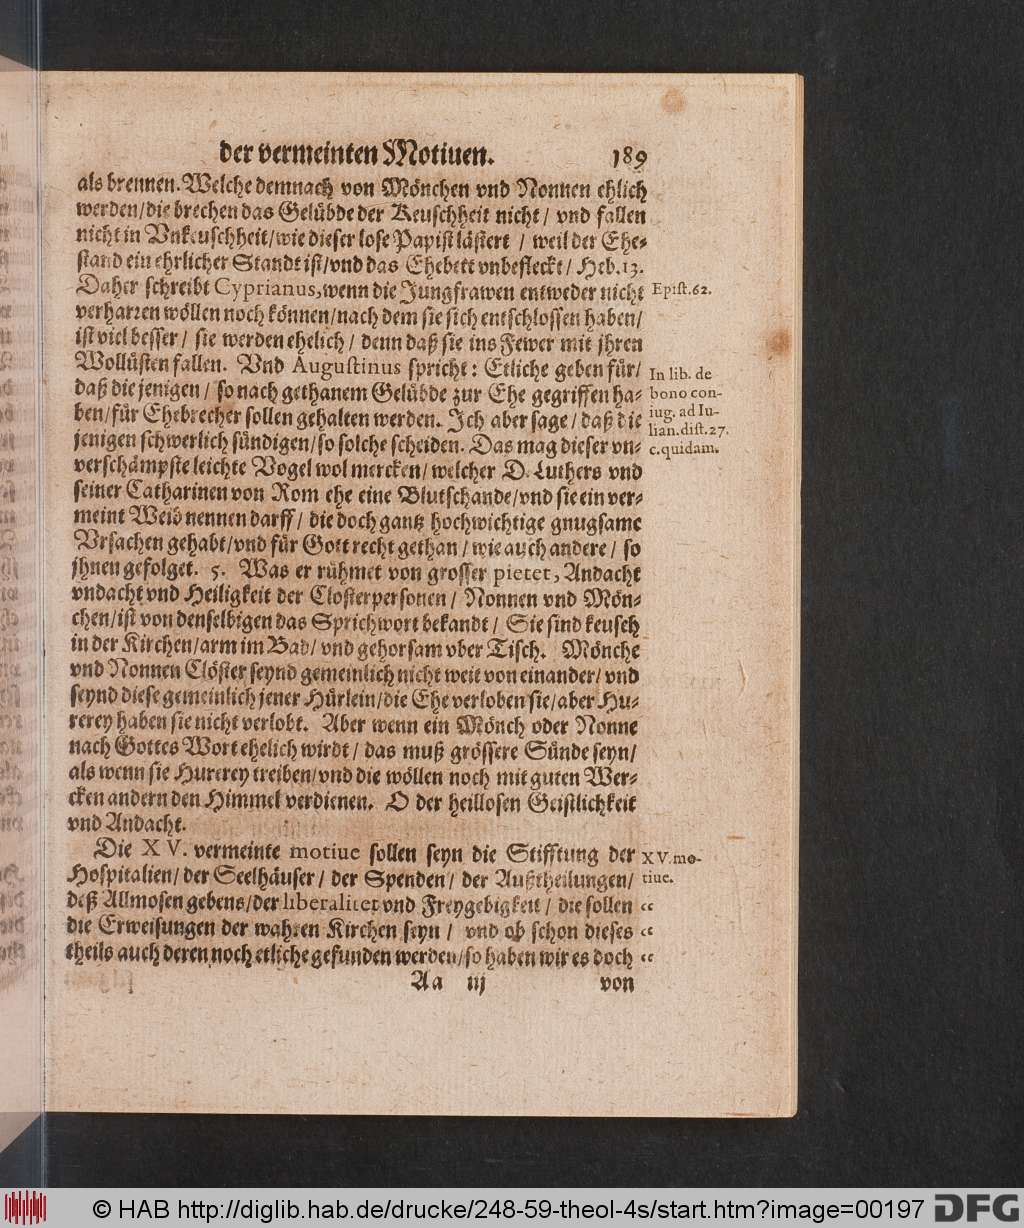 der vermeinten Motiuen. 189
als brennen. Welche demnach von Mönchen vnd Nonnen ehlich
werden/ die brechen das Gelübde der Keuschheit nicht/ vnd fallen
nicht in Vnkeuschheit/ wie dieser lose Papist lästert / weil der Ehe-
stand ein ehrlicher Standt ist/ vnd das Ehebett vnbefleckt/ Heb. 13.
Daher schreibt Cyprianus, wenn die Jungfrawen entweder nicht
Epist. 62.
verharren wöllen noch können/ nach dem sie sich entschlossen haben/
ist viel besser/ sie werden ehelich/ denn daß sie ins Fewer mit jhren
Wollüsten fallen. Vnd Augustinus spricht: Etliche geben für/
daß die jenigen/ so nach gethanem Gelübde zur Ehe gegriffen ha-
ben/ für Ehebrecher sollen gehalten werden. Ich aber sage/ daß die
jenigen schwerlich sündigen/ so solche scheiden. Das mag dieser vn-
In lib. de
bono con-
iug. ad Iu-
lian. dist. 27.
c. quidam.
verschämpste leichte Vogel wol mercken/ welcher D. Luthers vnd
seiner Catharinen von Rom ehe eine Blutschande/ vnd sie ein ver-
meint Weib nennen darff/ die doch gantz hochwichtige gnugsame
Vrsachen gehabt/ vnd für Gott recht gethan/ wie auch andere/ so
jhnen gefolget. 5. Was er rühmet von grosser pietet, Andacht
vndacht vnd Heiligkeit der Closterpersonen/ Nonnen vnd Mön-
chen/ ist von denselbigen das Sprichwort bekandt/ Sie sind keusch
in der Kirchen/ arm im Bad/ vnd gehorsam vber Tisch. Mönche
vnd Nonnen Clöster seynd gemeinlich nicht weit von einander/ vnd
seynd diese gemeinlich jener Hürlein/ die Ehe verloben sie/ aber Hu-
rerey haben sie nicht verlobt. Aber wenn ein Mönch oder Nonne
nach Gottes Wort ehelich wirdt/ das muß grössere Sünde seyn/
als wenn sie Hurerey treiben/ vnd die wöllen noch mit guten Wer-
cken andern den Himmel verdienen. O der heillosen Geistlichkeit
vnd Andacht.
Die XV. vermeinte motiue sollen seyn die Stifftung der
Hospitalien/ der Seelhäuser/ der Spenden/ der Außtheilungen/
XV. mo-
tiue.
deß Allmosen gebens/ der liberalitet vnd Freygebigkeit/ die sollen “
die Erweisungen der wahren Kirchen seyn/ vnd ob schon dieses “
theils auch deren noch etliche gefunden werden/ so haben wir es doch “
Aa iij von
© HAB http://diglib.hab.de/drucke/248-59-theol-4s/start.htm?image=00197 DFG